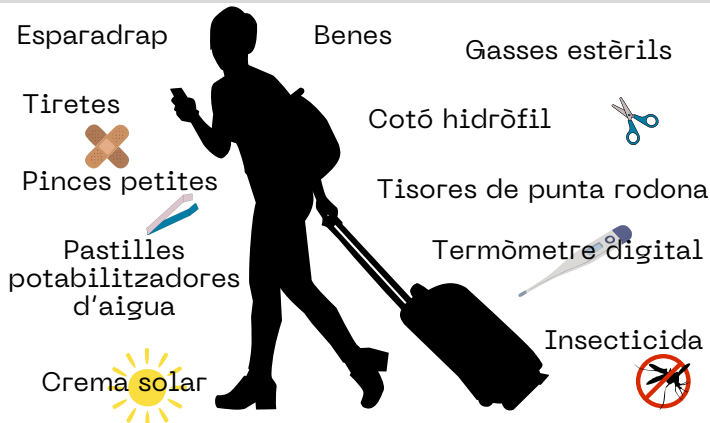 Esparadrap
Benes
Gasses estèrils
Tiretes
Cotó hidròfil
Pinces petites
Tisores de punta rodona
Pastilles
potabilitzadores
d'aigua
Termòmetre digital
Insecticida
Crema solar